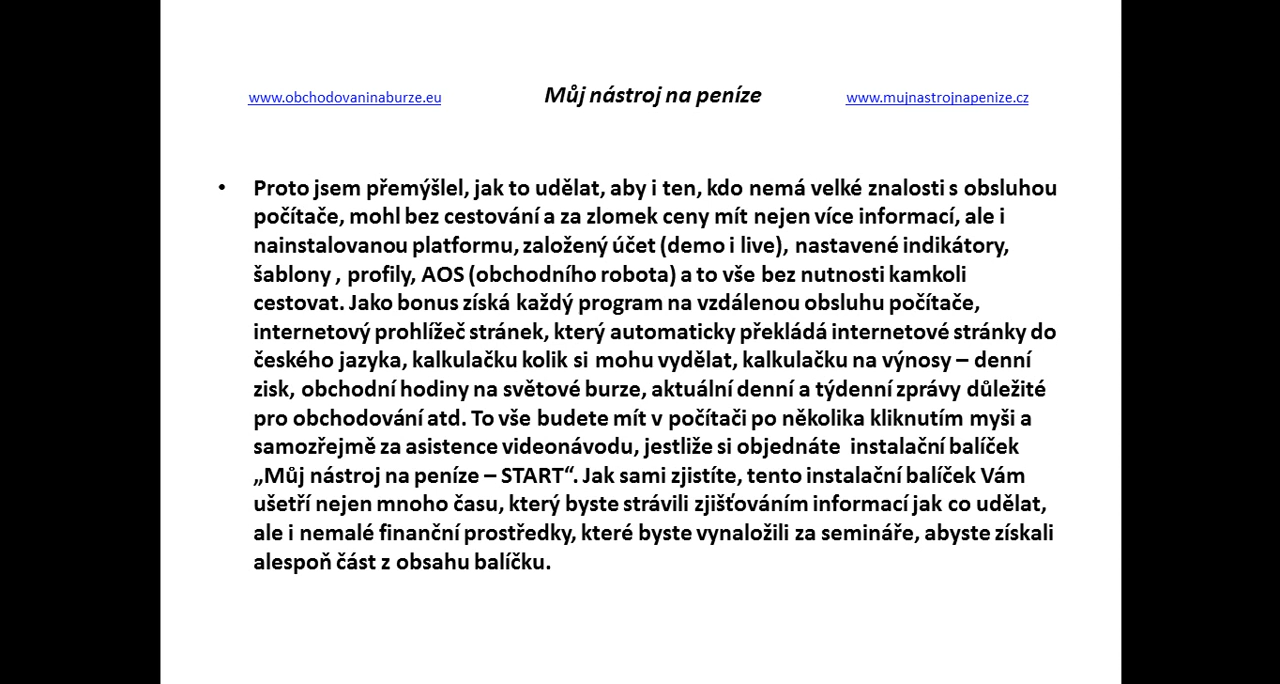 www.obchodovaninaburze.eu Můj nástroj na peníze www.mujnastrojnapenize.cz
• Proto jsem přemýšlel, jak to udělat, aby i ten, kdo nemá velké znalosti s obsluhou
počítače, mohl bez cestování a za zlomek ceny mít nejen více informací, ale i
nainstalovanou platformu, založený účet (demo i live), nastavené indikátory,
šablony , profily, AOS (obchodního robota) a to vše bez nutnosti kamkoli
cestovat. Jako bonus získá každý program na vzdálenou obsluhu počítače,
internetový prohlížeč stránek, který automaticky překládá internetové stránky do
českého jazyka, kalkulačku kolik si mohu vydělat, kalkulačku na výnosy – denní
zisk, obchodní hodiny na světové burze, aktuální denní a týdenní zprávy důležité
pro obchodování atd. To vše budete mít v počítači po několika kliknutím myši a
samozřejmě za asistence videonávodu, jestliže si objednáte  instalační balíček
„Můj nástroj na peníze – START“. Jak sami zjistíte, tento instalační balíček Vám
ušetří nejen mnoho času, který byste strávili zjišťováním informací jak co udělat,
ale i nemalé finanční prostředky, které byste vynaložili za semináře, abyste získali
alespoň část z obsahu balíčku.